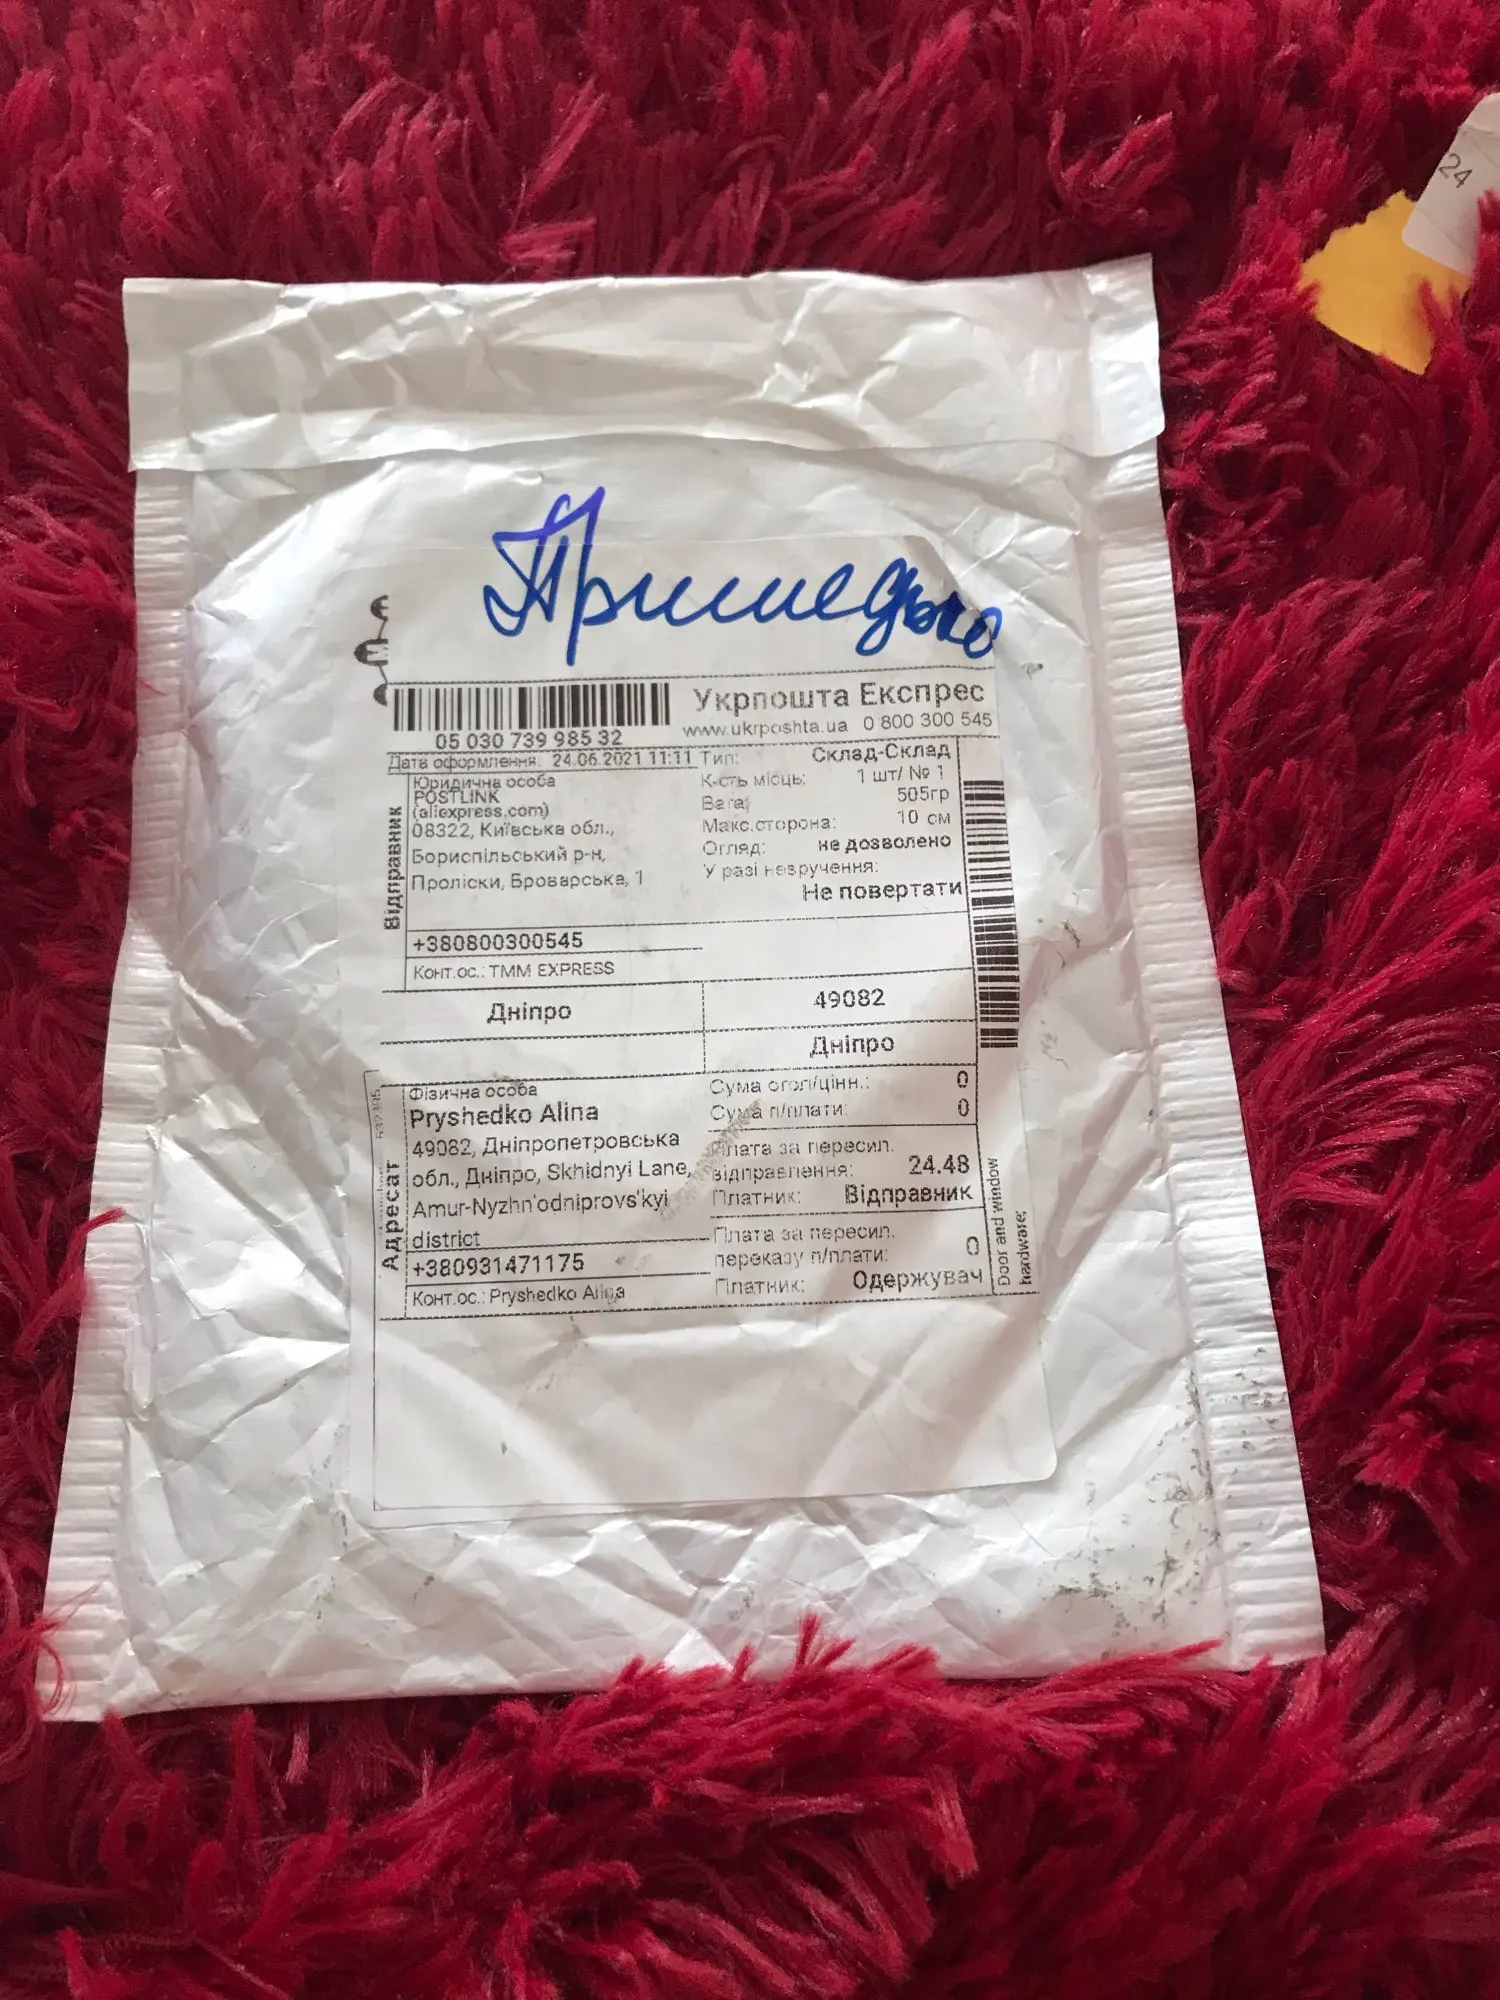 24
Пришедько
Укрпошта Експрес
www.ukrposhta.ua 0 800 300 545
05 030 739 985 32
Дата оформлення: 24.06.2021 11:11
Відправник
Юридична особа
POSTLINK
(aliexpress.com)
08322, Київська обл.,
Бориспільський р-н,
Проліски, Броварська, 1
+380800300545
Конт.ос.: TMM EXPRESS
Тип: Склад-Склад
К-сть місць: 1 шт/ № 1
Вага: 505гр
Макс.сторона: 10 см
Огляд: не дозволено
У разі невручення:
Не повертати
Дніпро
49082
Дніпро
Адресат
Фізична особа
Pryshedko Alina
49082, Дніпропетровська
обл., Дніпро, Skhidnyi Lane,
Amur-Nyzhn'odniprovs'kyi
district
+380931471175
Конт.ос.: Pryshedko Alina
Сума огол/цінн.: 0
Сума п/плати: 0
Плата за пересил.
відправлення: 24.48
Платник: Відправник
Плата за пересил.
переказу п/плати: 0
Платник: Одержувач
Door and window
hardware;